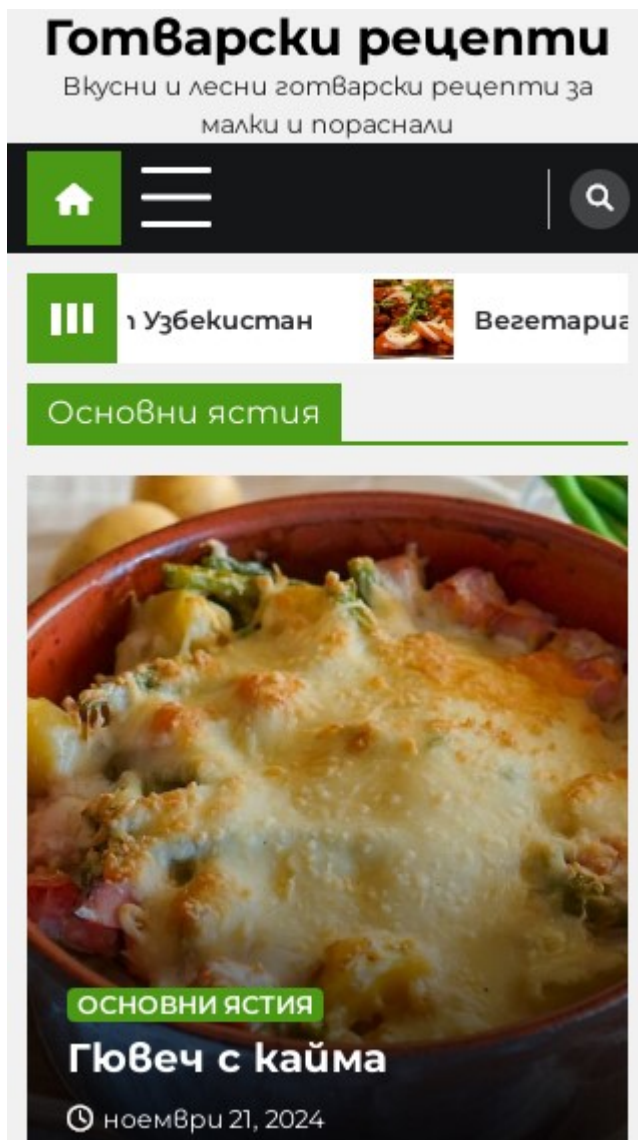 Готварски рецепти
Вкусни и лесни готварски рецепти за
малки и пораснали
Узбекистан
Основни ястия
ОСНОВНИ ЯСТИЯ
Гювеч с кайма
ноември 21, 2024